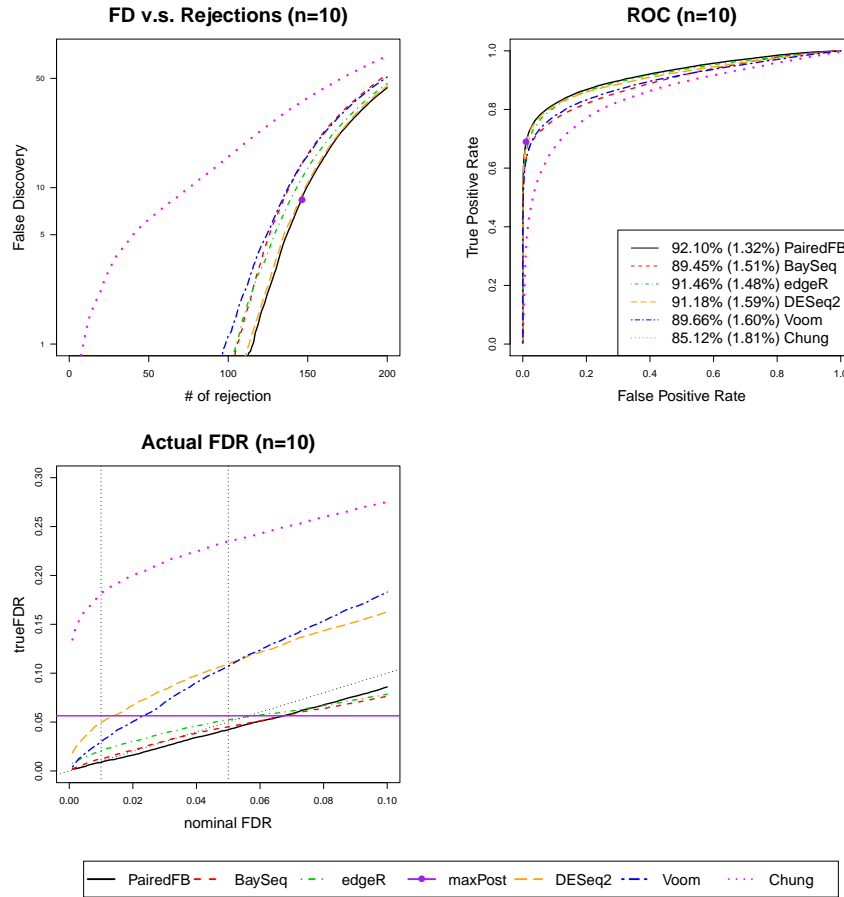 FD v.s. Rejections (n=10)
False Discovery
50
10
5
1
0
50
100
150
200
# of rejection
ROC (n=10)
True Positive Rate
1.0
0.8
0.6
0.4
0.2
0.0
92.10% (1.32%) PairedFB
89.45% (1.51%) BaySeq
91.46% (1.48%) edgeR
91.18% (1.59%) DESeq2
89.66% (1.60%) Voom
85.12% (1.81%) Chung
0.0
0.2
0.4
0.6
0.8
1.0
False Positive Rate
Actual FDR (n=10)
trueFDR
0.30
0.25
0.20
0.15
0.10
0.05
0.00
0.00
0.02
0.04
0.06
0.08
0.10
nominal FDR
PairedFB BaySeq edgeR maxPost DESeq2 Voom Chung